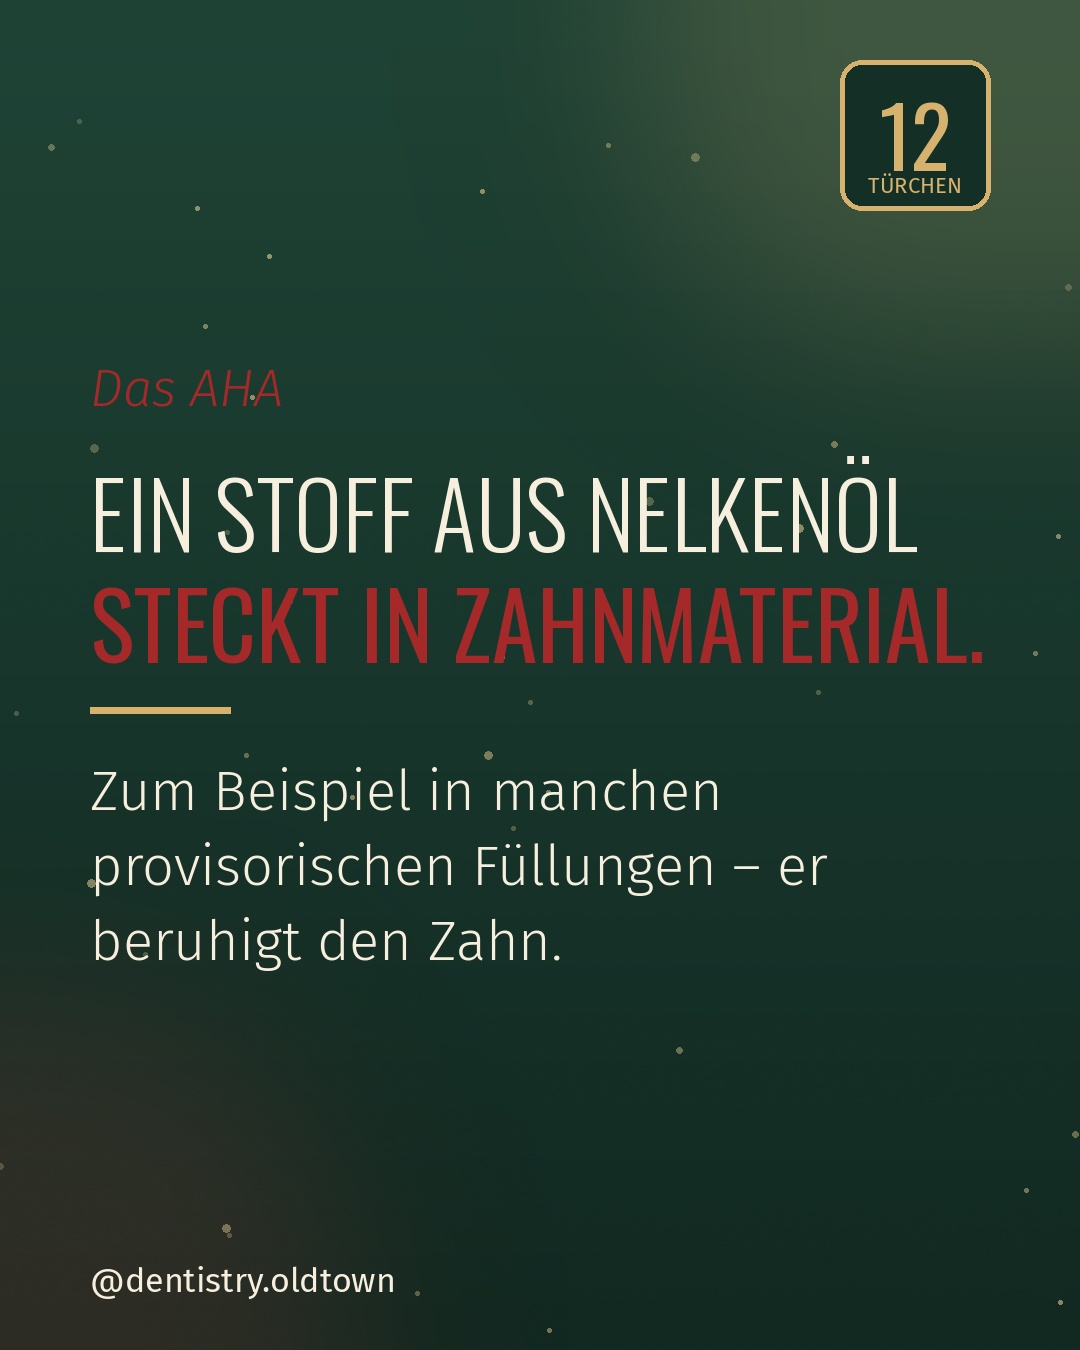 12
TÜRCHEN
Das AHA
EIN STOFF AUS NELKENÖL
STECKT IN ZAHNMATERIAL.
Zum Beispiel in manchen
provisorischen Füllungen – er
beruhigt den Zahn.
@dentistry.oldtown